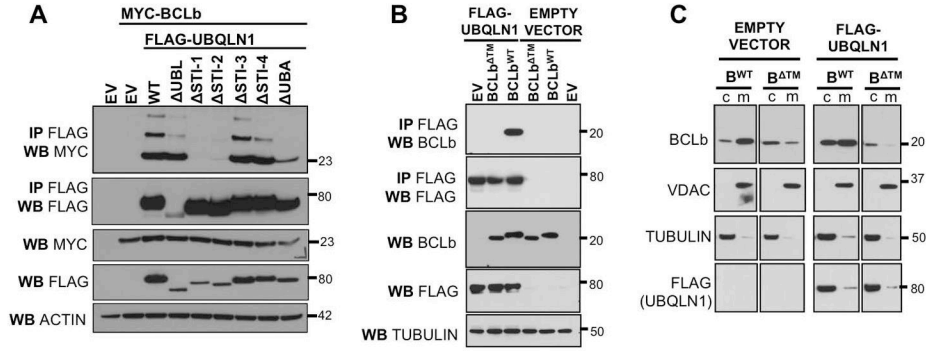 A
MYC-BCLb
FLAG-UBQLN1
EV
EV
WT
ΔUBL
ΔSTI-1
ΔSTI-2
ΔSTI-3
ΔSTI-4
ΔUBA
IP FLAG
WB MYC
23
IP FLAG
WB FLAG
80
WB MYC
23
WB FLAG
80
WB ACTIN
42
B
FLAG-
UBQLN1
EMPTY
VECTOR
EV
BCLbΔTM
BCLbWT
BCLbΔTM
BCLbWT
EV
IP FLAG
WB BCLb
20
IP FLAG
WB FLAG
80
WB BCLb
20
WB FLAG
80
WB TUBULIN
50
C
EMPTY
VECTOR
FLAG-
UBQLN1
BWT BΔTM BWT BΔTM
c m c m c m c m
BCLb
20
VDAC
37
TUBULIN
50
FLAG
(UBQLN1)
80